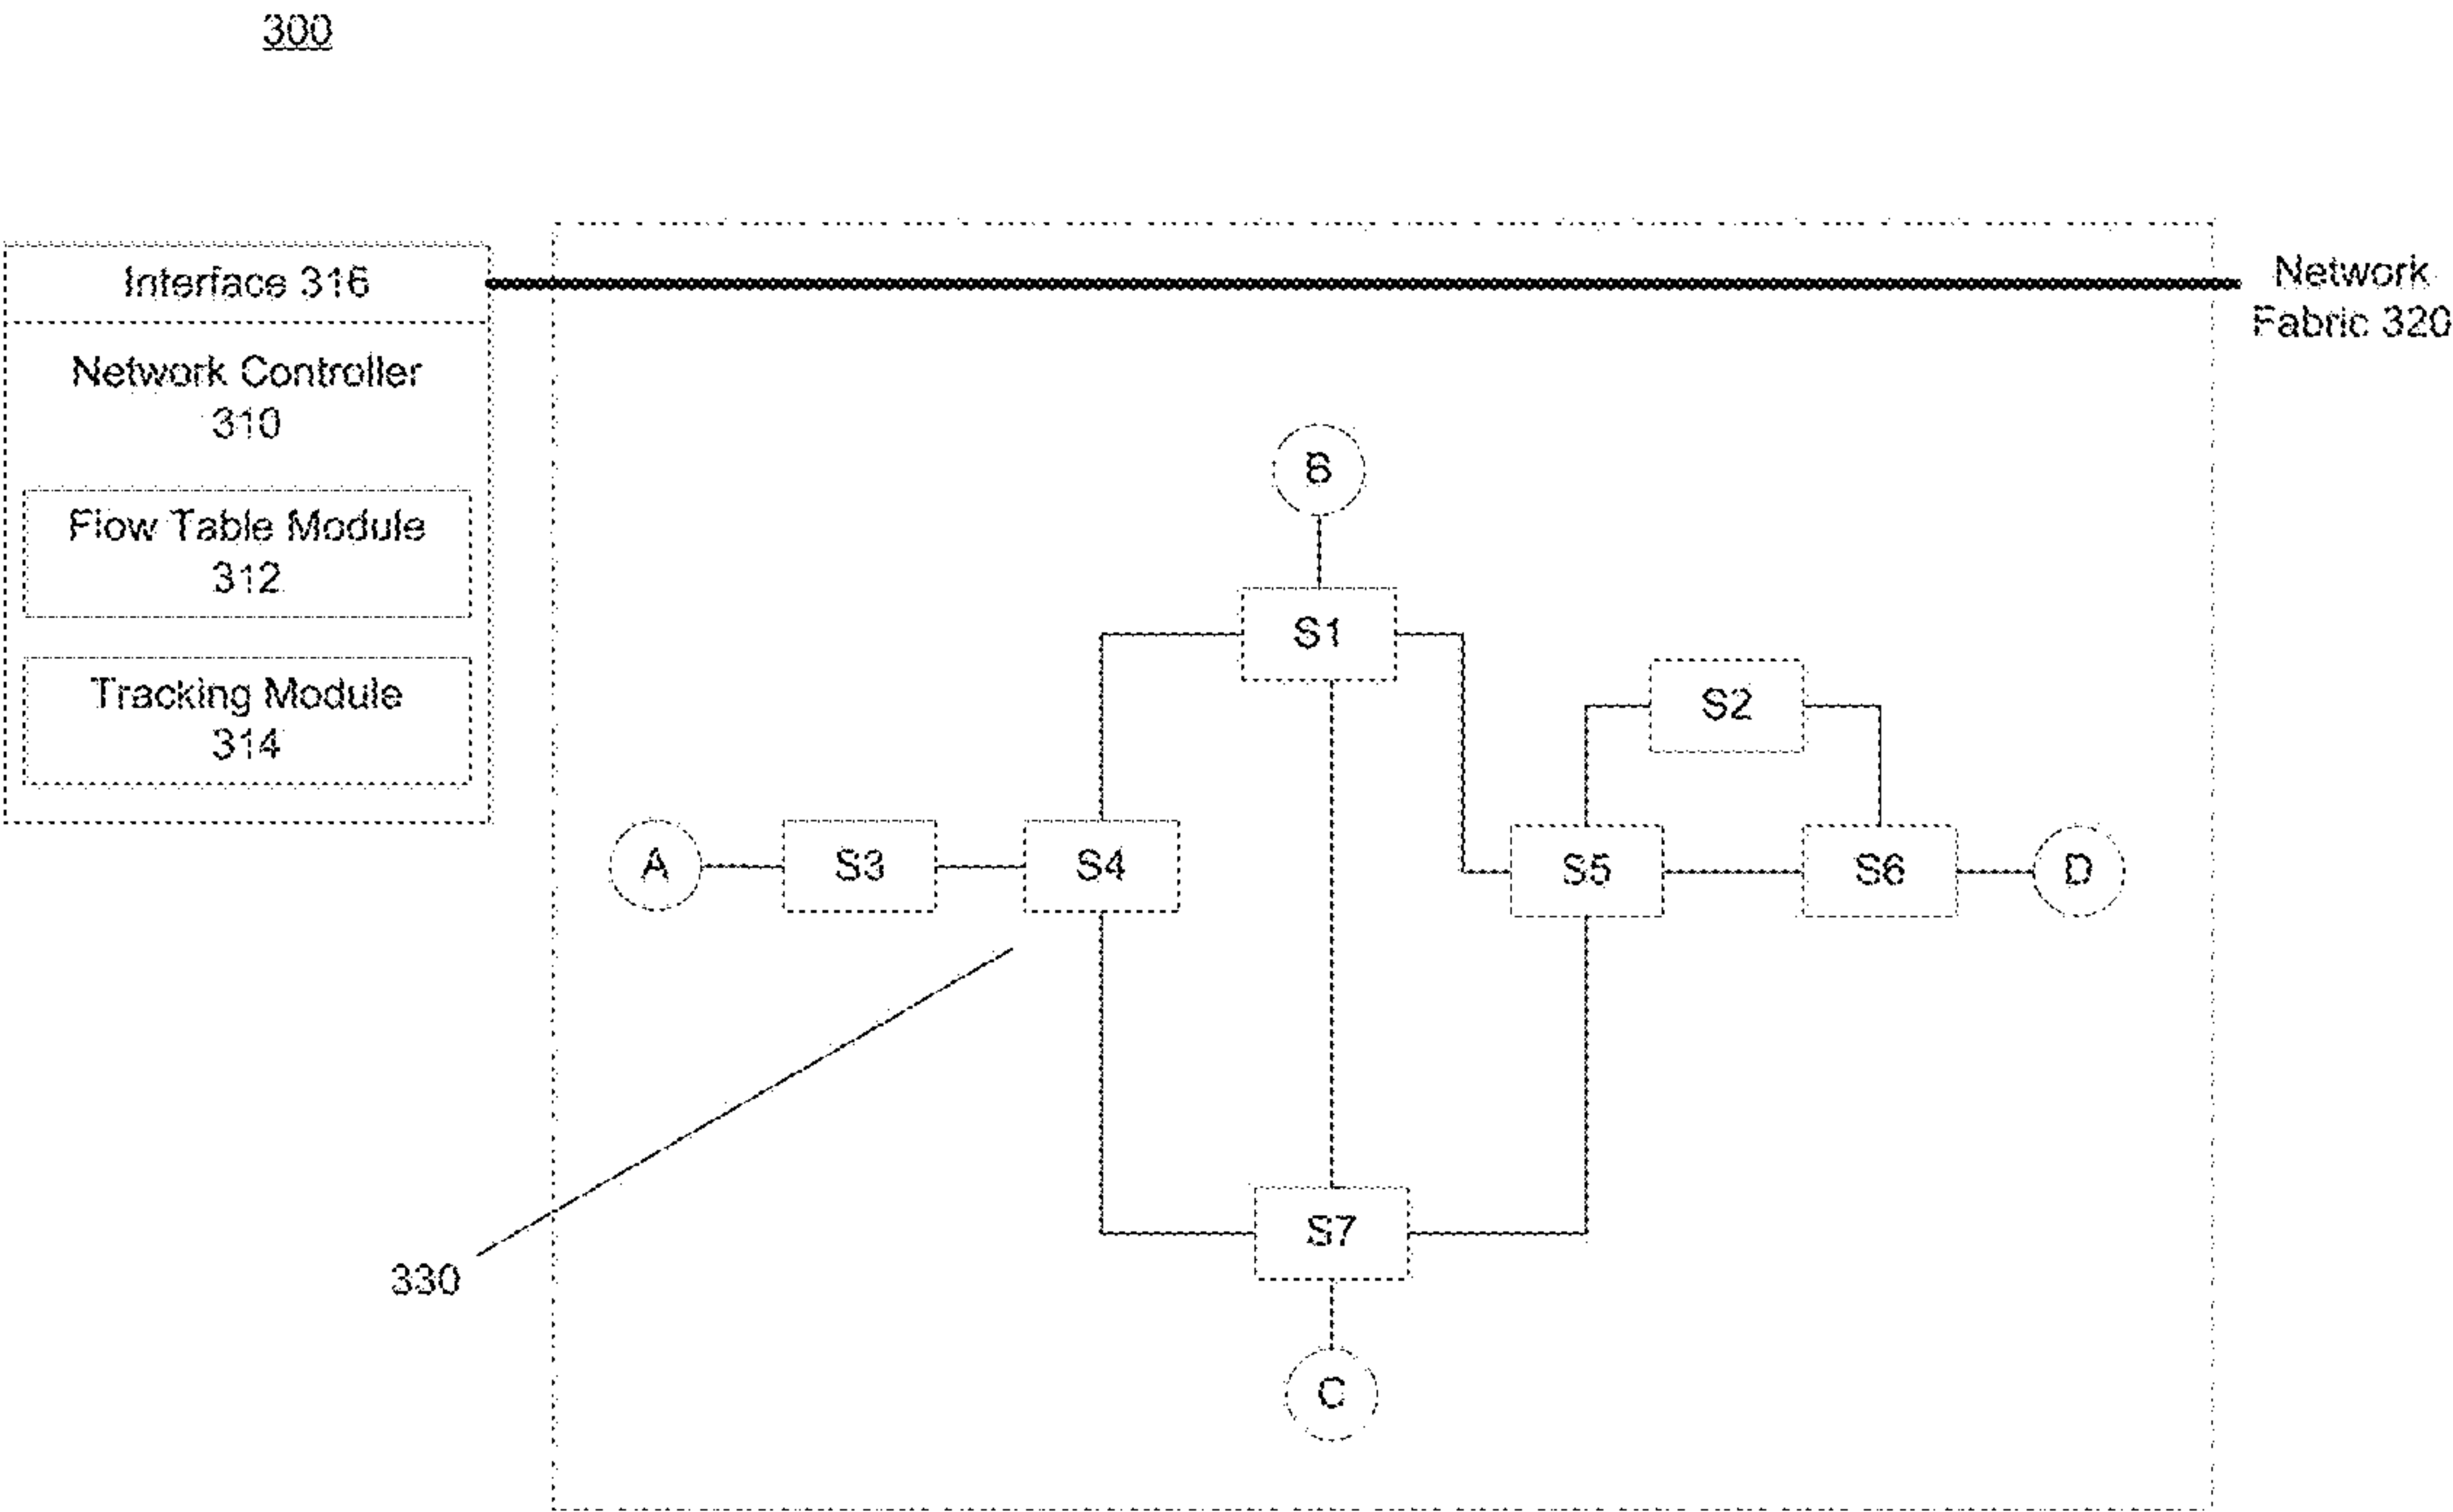 300
Interface 316
Network Controller
310
Flow Table Module
312
Tracking Module
314
Network
Fabric 320
B
S1
S2
A
S3
S4
S5
S6
D
S7
330
C